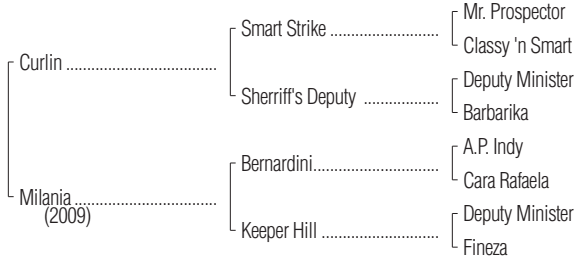 Mr. Prospector
Smart Strike ........................
Classy 'n Smart
Curlin .................................
Deputy Minister
Sherriff's Deputy ................
Barbarika
A.P. Indy
Bernardini...........................
Cara Rafaela
Milania ................................
(2009)
Deputy Minister
Keeper Hill ..........................
Fineza